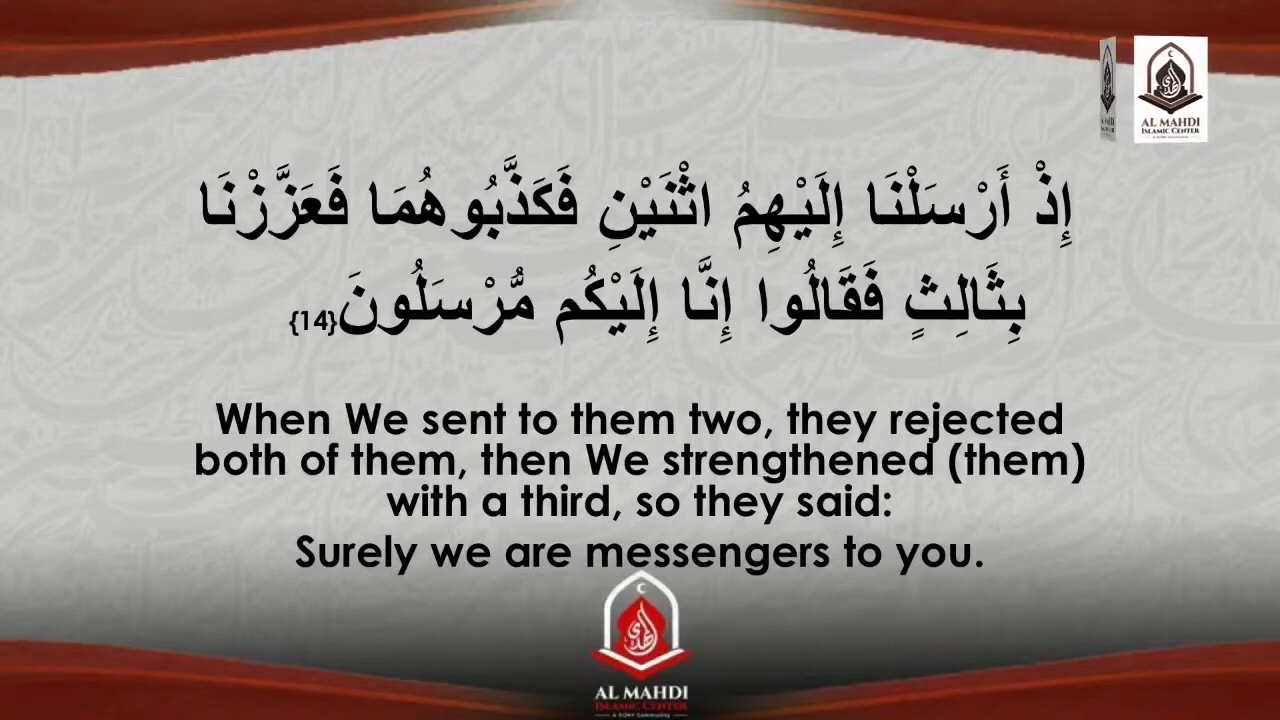 AL MAHDI
ISLAMIC CENTER
إِذْ أَرْسَلْنَا إِلَيْهِمُ اثْنَيْنِ فَكَذَّبُوهُمَا فَعَزَّزْنَا
بِثَالِثٍ فَقَالُوا إِنَّا إِلَيْكُم مُّرْسَلُونَ{14}
When We sent to them two, they rejected
both of them, then We strengthened (them)
with a third, so they said:
Surely we are messengers to you.
AL MAHDI
ISLAMIC CENTER